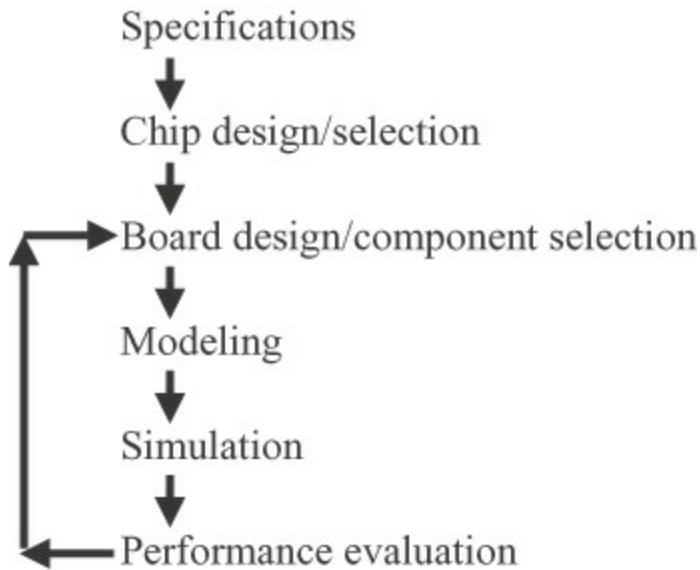 Specifications
Chip design/selection
Board design/component selection
Modeling
Simulation
Performance evaluation